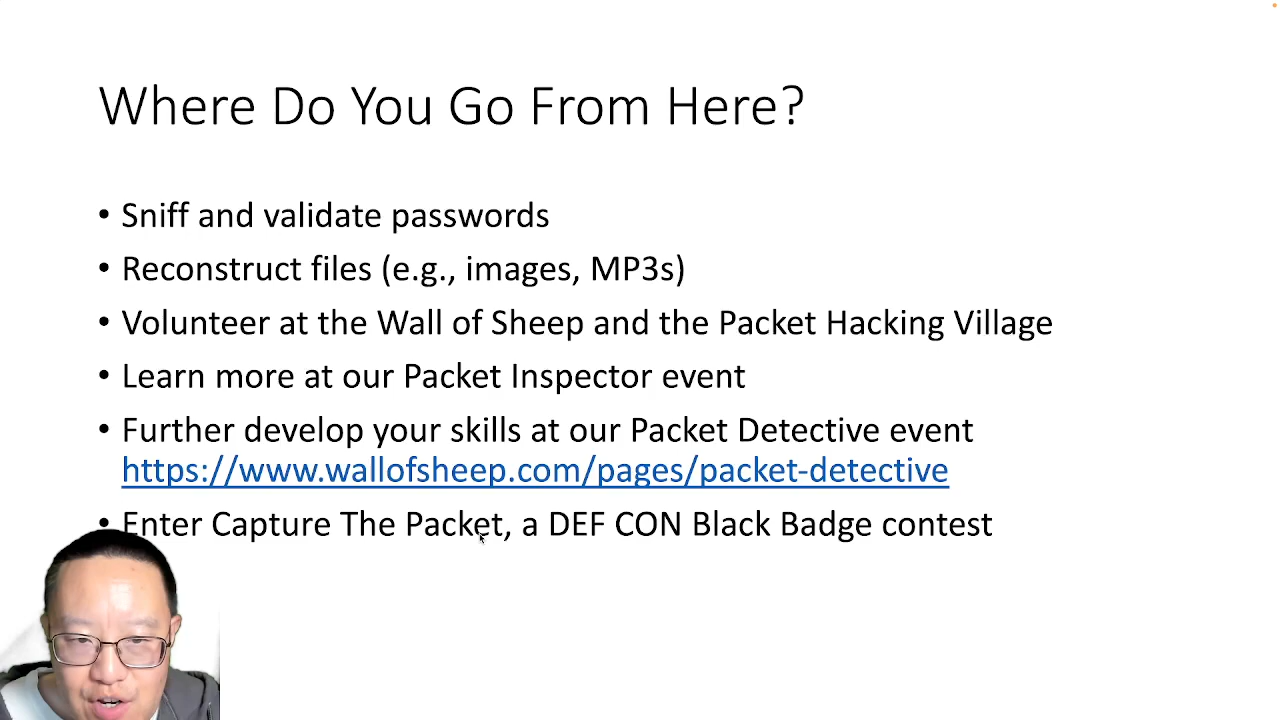 Where Do You Go From Here?
• Sniff and validate passwords
• Reconstruct files (e.g., images, MP3s)
• Volunteer at the Wall of Sheep and the Packet Hacking Village
• Learn more at our Packet Inspector event
• Further develop your skills at our Packet Detective event
https://www.wallofsheep.com/pages/packet-detective
• Enter Capture The Packet, a DEF CON Black Badge contest